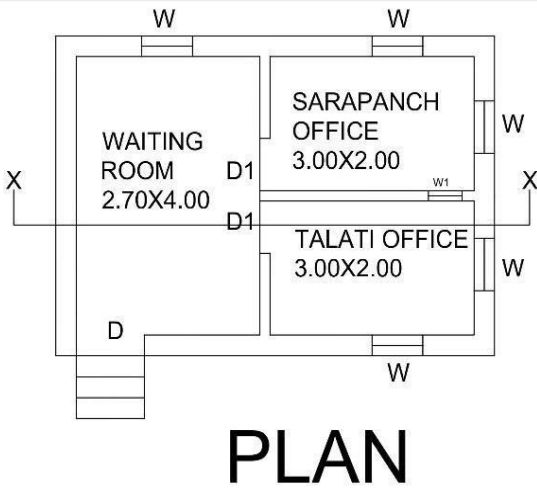 W
W
SARAPANCH
OFFICE
3.00X2.00
W
WAITING
ROOM
2.70X4.00
D1
W1
X
X
D1
TALATI OFFICE
3.00X2.00
W
D
W
PLAN